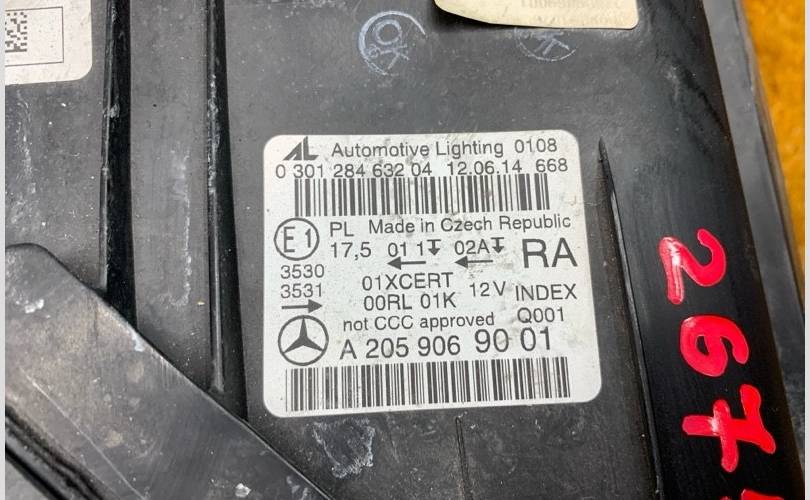 OK
AL Automotive Lighting 0108
0 301 284 632 04 12.06.14 668
E1 PL Made in Czech Republic
17,5 01 1 02A RA
3530
3531
01XCERT 12V INDEX
00RL 01K Q001
not CCC approved
A 205 906 90 01
267